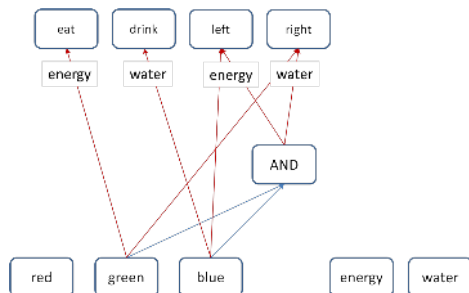 eat drink left right
energy water energy water
AND
red green blue energy water